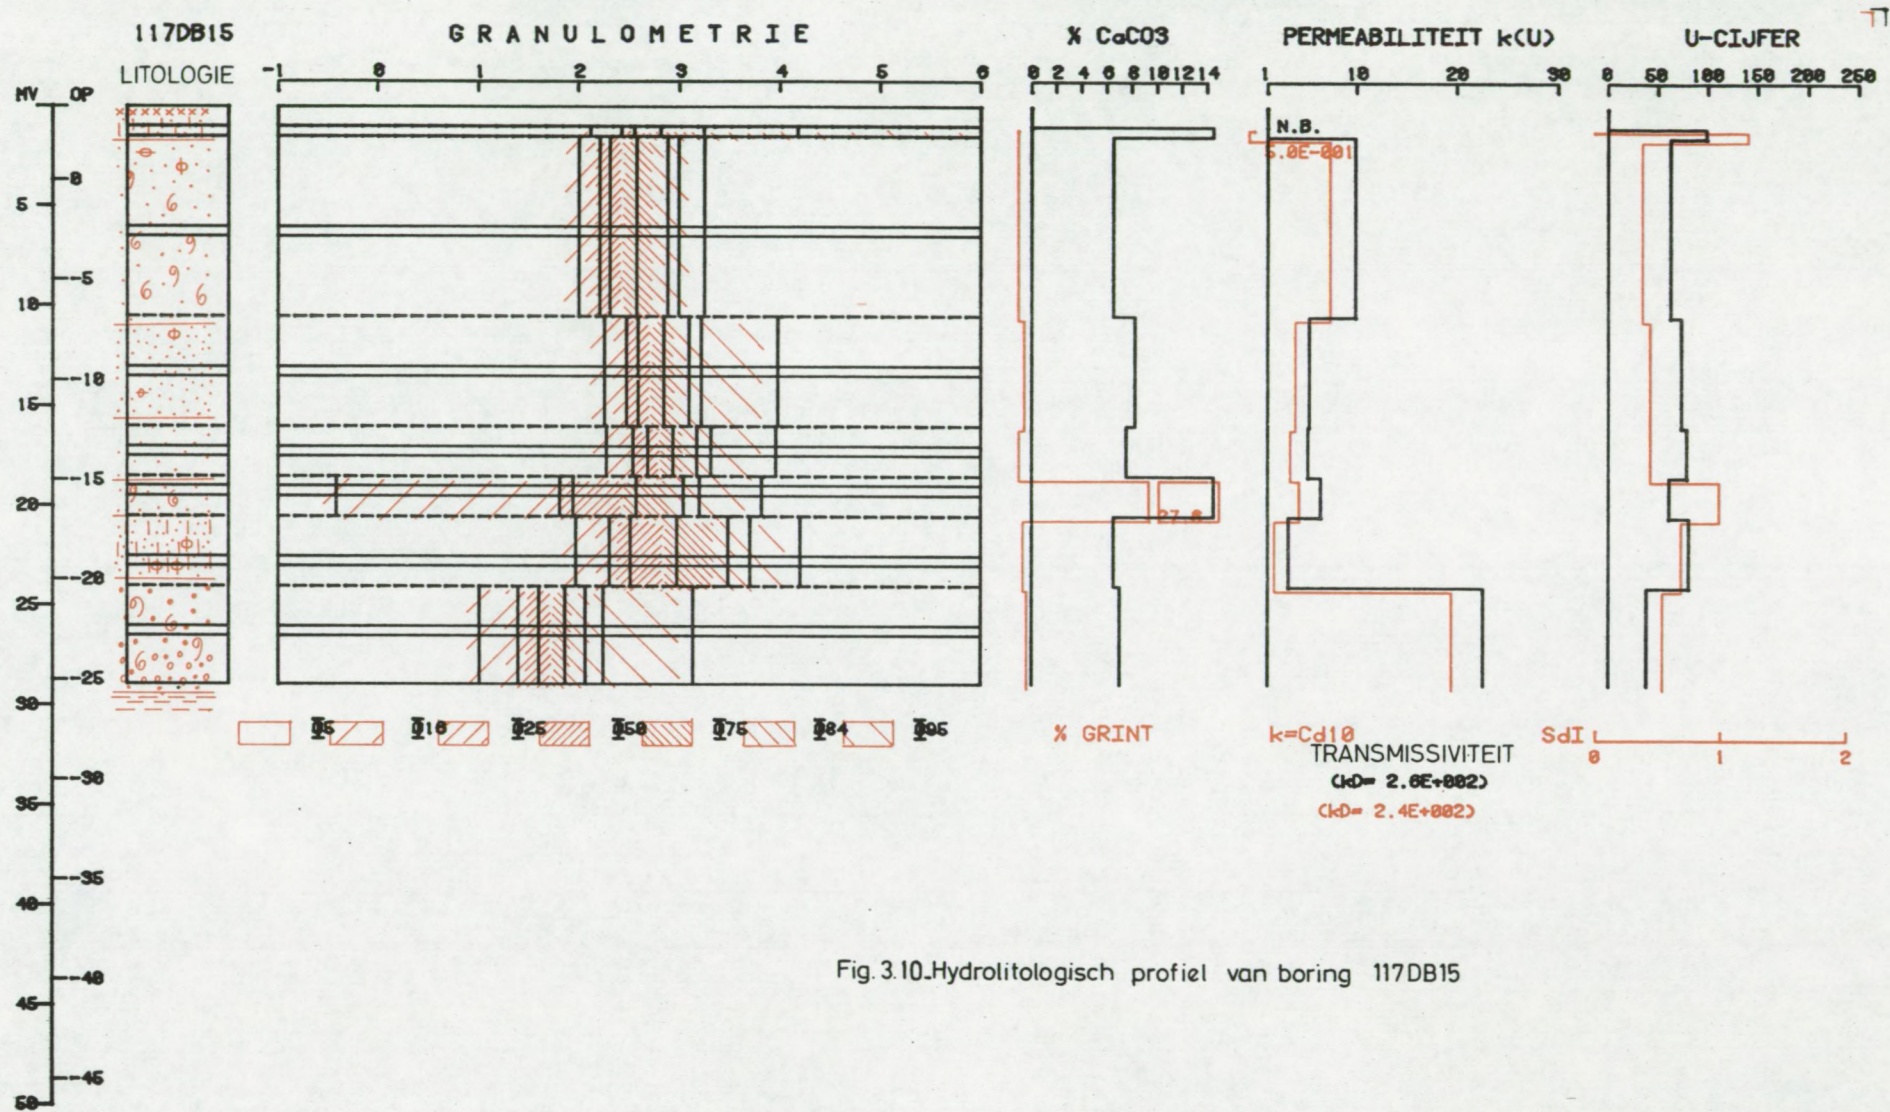 117DB15
GRANULOMETRIE
% CaCO3
PERMEABILITEIT k(U)
U-CIJFER
LITOLOGIE
-1 0 1 2 3 4 5 6
0 2 4 6 8 10 12 14
1 10 20 30
0 50 100 150 200 250
MV OP
N.B.
5.0E-001
0
5
-5
10
-10
15
-15
20
27.8
-20
25
-25
30
Φ5 Φ16 Φ25 Φ50 Φ75 Φ84 Φ95
% GRINT
k=Cd10
SdI
0 1 2
TRANSMISSIVITEIT
(kD= 2.6E+002)
(kD= 2.4E+002)
-30
35
-35
40
-40
45
-45
50
Fig. 3.10_Hydrolitologisch profiel van boring 117DB15